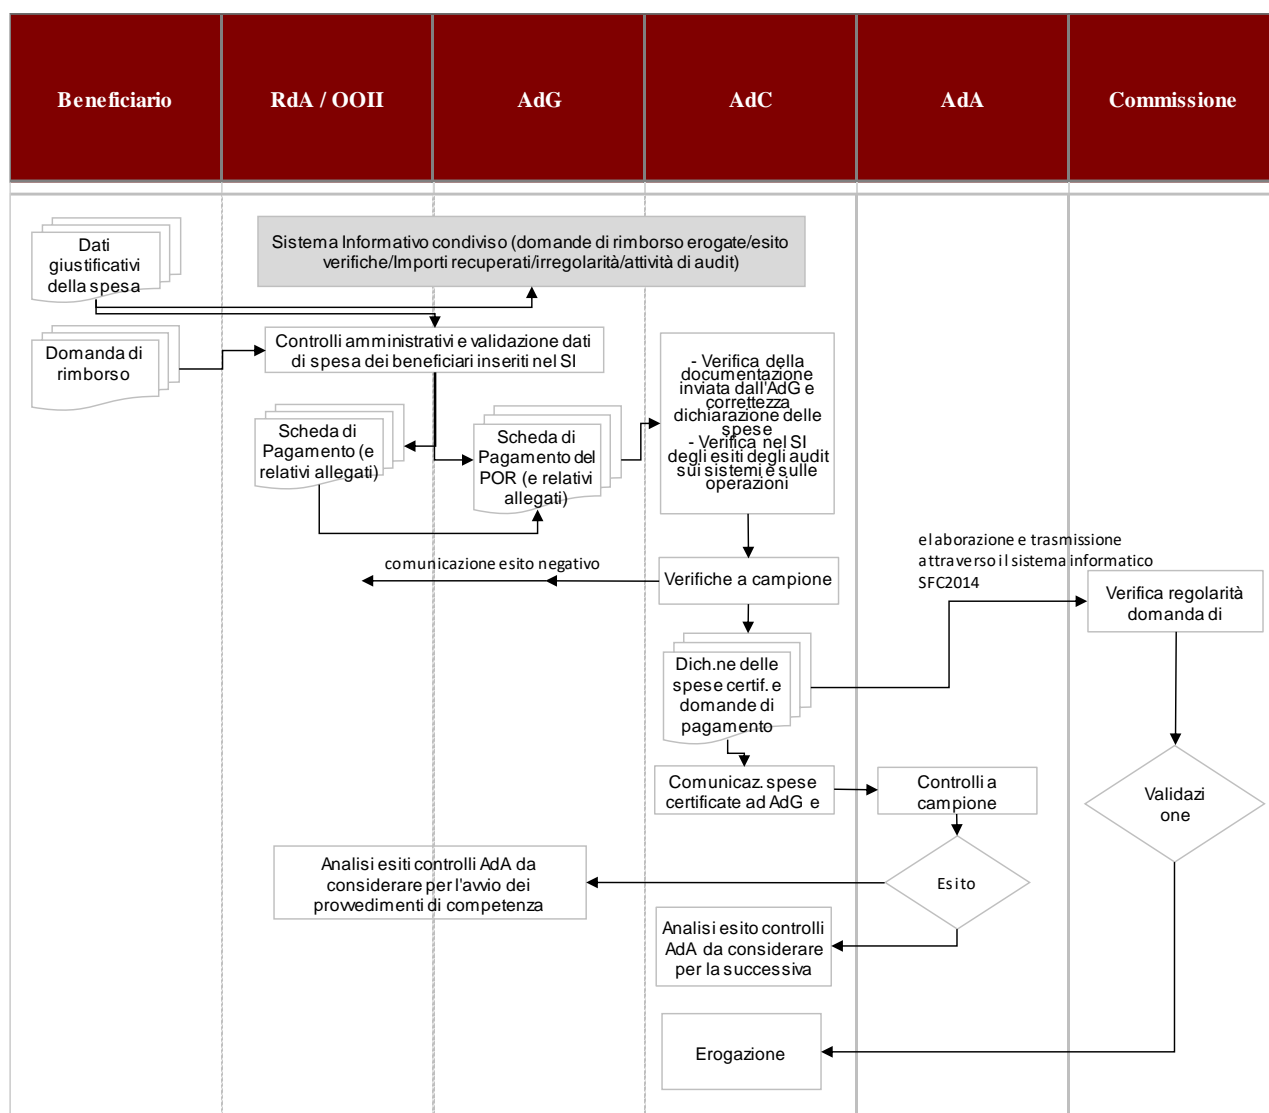 Beneficiario
RdA / OOII
AdG
AdC
AdA
Commissione
Dati
giustificativi
della spesa
Sistema Informativo condiviso (domande di rimborso erogate/esito
verifiche/Importi recuperati/irregolarità/attività di audit)
Domanda di
rimborso
Controlli amministrativi e validazione dati
di spesa dei beneficiari inseriti nel SI
- Verifica della
documentazione
inviata dall'AdG e
correttezza
dichiarazione delle
spese
- Verifica nel SI
degli esiti degli audit
sui sistemi e sulle
operazioni
Scheda di
Pagamento (e
relativi allegati)
Scheda di
Pagamento del
POR (e relativi
allegati)
elaborazione e trasmissione
attraverso il sistema informatico
SFC2014
comunicazione esito negativo
Verifiche a campione
Verifica regolarità
domanda di
Dich.ne delle
spese certif. e
domande di
pagamento
Comunicaz. spese
certificate ad AdG e
Controlli a
campione
Validazi
one
Analisi esiti controlli AdA da
considerare per l'avvio dei
provvedimenti di competenza
Esito
Analisi esito controlli
AdA da considerare
per la successiva
Erogazione